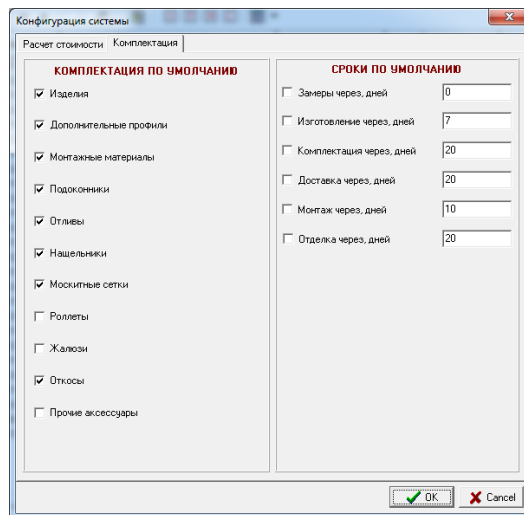 Конфигурация системы
Расчет стоимости Комплектация
КОМПЛЕКТАЦИЯ ПО УМОЛЧАНИЮ
Изделия
Дополнительные профили
Монтажные материалы
Подоконники
Отливы
Нащельники
Москитные сетки
Роллеты
Жалюзи
Откосы
Прочие аксессуары
СРОКИ ПО УМОЛЧАНИЮ
Замеры через, дней 0
Изготовление через, дней 7
Комплектация через, дней 20
Доставка через, дней 20
Монтаж через, дней 10
Отделка через, дней 20
OK Cancel